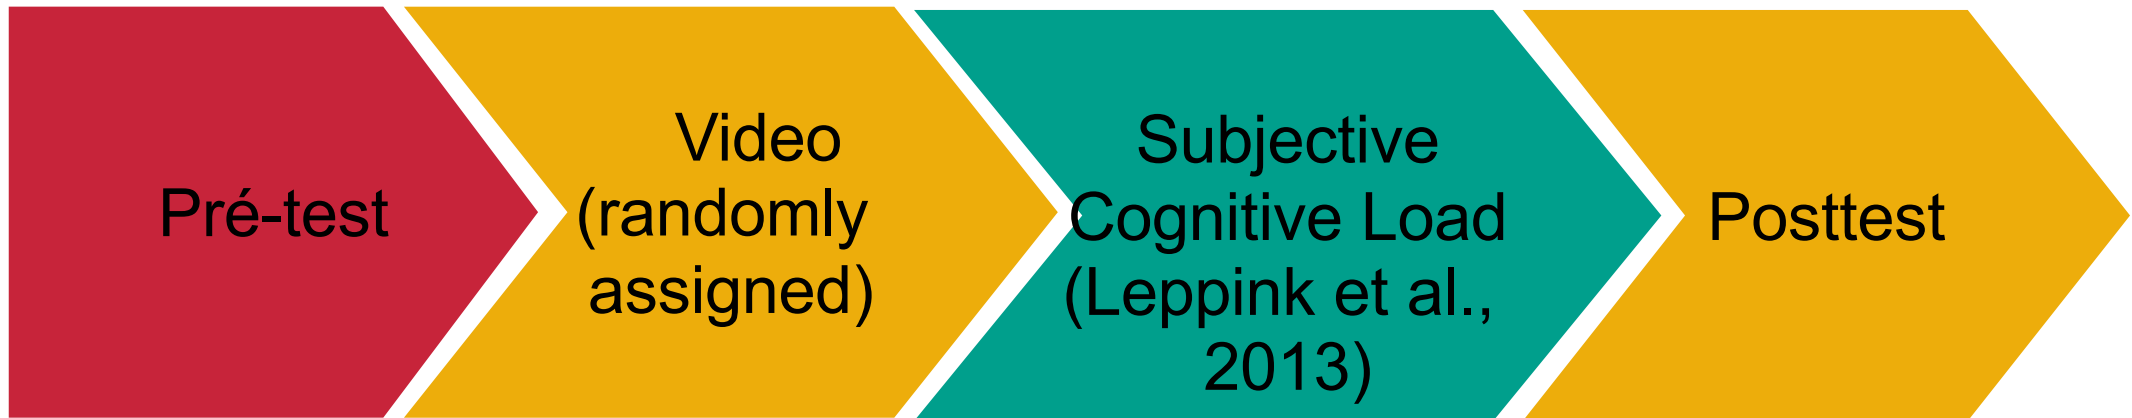 Pré-test
Video
(randomly
assigned)
Subjective
Cognitive Load
(Leppink et al.,
2013)
Posttest